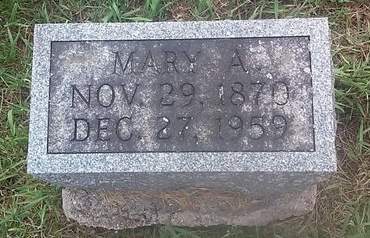 MARY A.
NOV. 29, 1870
DEC. 27, 1959